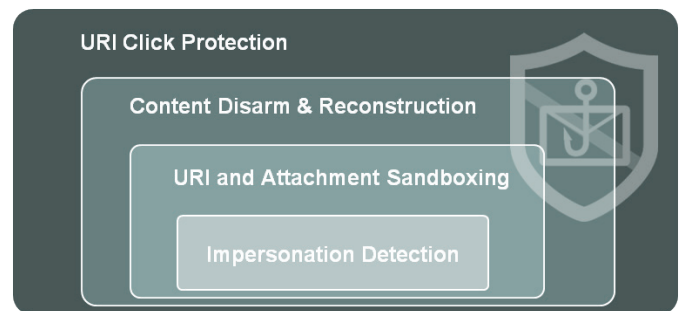 URI Click Protection
Content Disarm & Reconstruction
URI and Attachment Sandboxing
Impersonation Detection